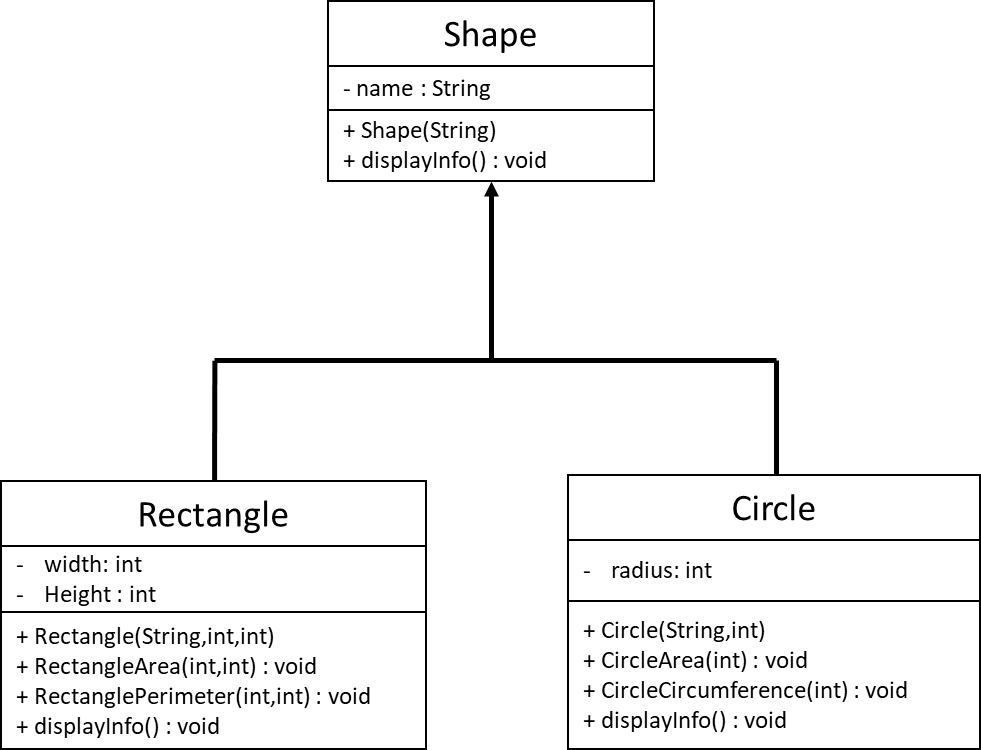 Shape
- name : String
+ Shape(String)
+ displayInfo() : void
Rectangle
- width: int
- Height : int
+ Rectangle(String,int,int)
+ RectangleArea(int,int) : void
+ RectanglePerimeter(int,int) : void
+ displayInfo() : void
Circle
- radius: int
+ Circle(String,int)
+ CircleArea(int) : void
+ CircleCircumference(int) : void
+ displayInfo() : void